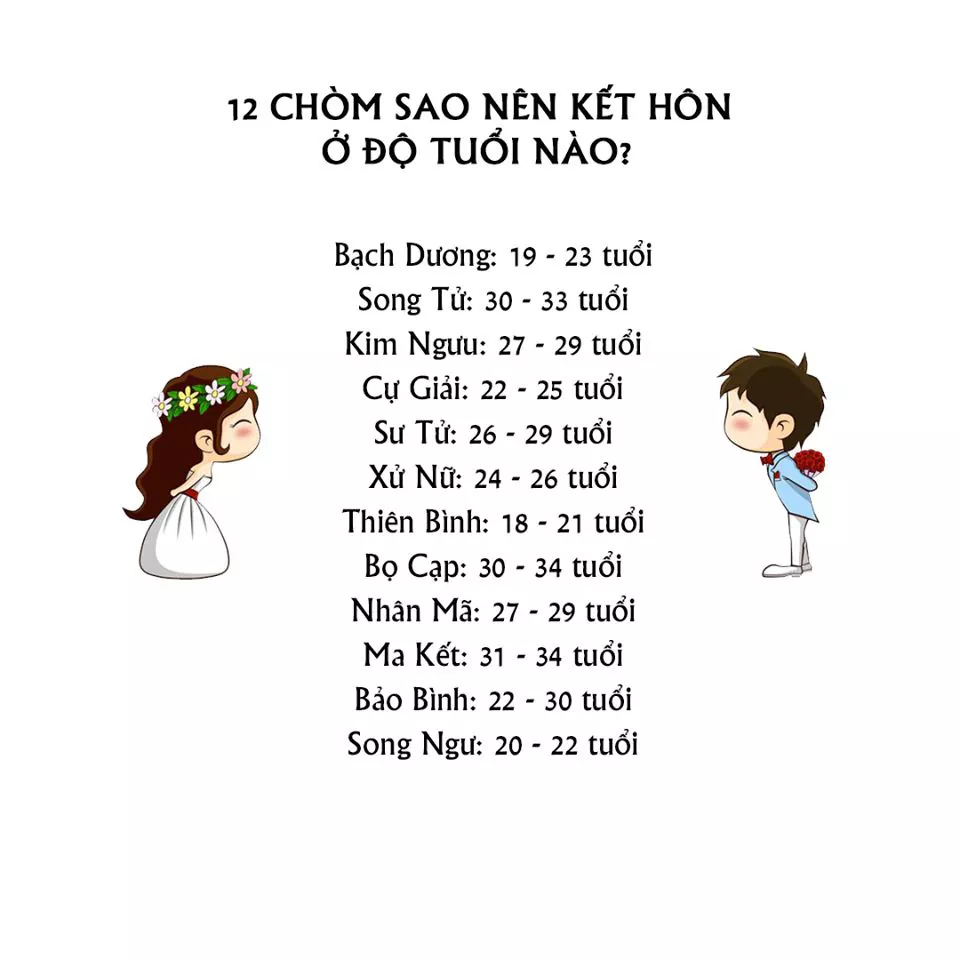 12 CHÒM SAO NÊN KẾT HÔN
Ở ĐỘ TUỔI NÀO?
Bạch Dương: 19 - 23 tuổi
Song Tử: 30 - 33 tuổi
Kim Ngưu: 27 - 29 tuổi
Cự Giải: 22 - 25 tuổi
Sư Tử: 26 - 29 tuổi
Xử Nữ: 24 - 26 tuổi
Thiên Bình: 18 - 21 tuổi
Bọ Cạp: 30 - 34 tuổi
Nhân Mã: 27 - 29 tuổi
Ma Kết: 31 - 34 tuổi
Bảo Bình: 22 - 30 tuổi
Song Ngư: 20 - 22 tuổi